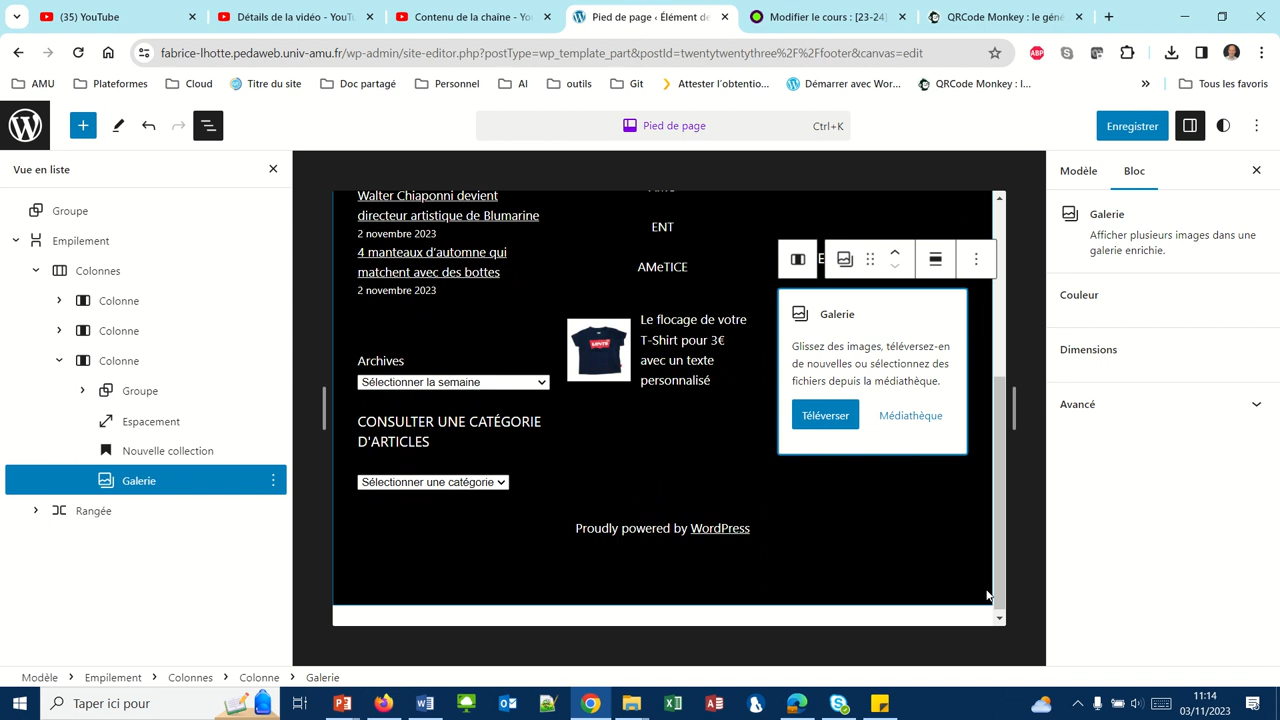 (35) YouTube
Détails de la vidéo - YouTu
Contenu de la chaîne - Yo
Pied de page ‹ Élément de
Modifier le cours : [23-24]
QRCode Monkey : le géné
fabrice-lhotte.pedaweb.univ-amu.fr/wp-admin/site-editor.php?postType=wp_template_part&postId=twentytwentythree%2F%2Ffooter&canvas=edit
AMU
Plateformes
Cloud
Titre du site
Doc partagé
Personnel
AI
outils
Git
Attester l'obtention...
Démarrer avec Wor...
QRCode Monkey : l...
»
Tous les favoris
Pied de page
Ctrl+K
Enregistrer
Vue en liste
Groupe
Empilement
Colonnes
Colonne
Colonne
Colonne
Groupe
Espacement
Nouvelle collection
Galerie
Rangée
Walter Chiaponni devient
directeur artistique de Blumarine
2 novembre 2023
4 manteaux d'automne qui
matchent avec des bottes
2 novembre 2023
Archives
Sélectionner la semaine
CONSULTER UNE CATÉGORIE
D'ARTICLES
Sélectionner une catégorie
ENT
AMeTICE
Le flocage de votre
T-Shirt pour 3€
avec un texte
personnalisé
Galerie
Glissez des images, téléversez-en
de nouvelles ou sélectionnez des
fichiers depuis la médiathèque.
Téléverser
Médiathèque
Proudly powered by WordPress
Modèle
Bloc
Galerie
Afficher plusieurs images dans une
galerie enrichie.
Couleur
Dimensions
Avancé
Modèle
Empilement
Colonnes
Colonne
Galerie
Taper ici pour
11:14
03/11/2023